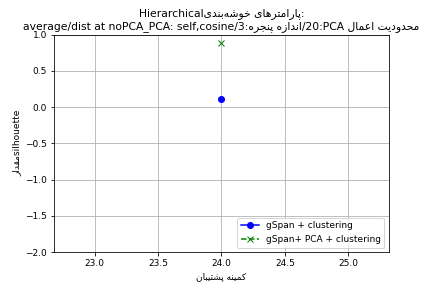 Hierarchicalپارامترهای خوشه‌بندی:
average/dist at noPCA_PCA: self,cosine/3:اندازه پنجره/20:PCA محدودیت اعمال
1.0
0.5
0.0
−0.5
−1.0
−1.5
−2.0
مقدارsilhouette
gSpan + clustering
gSpan+ PCA + clustering
23.0 23.5 24.0 24.5 25.0
کمینه پشتیبان